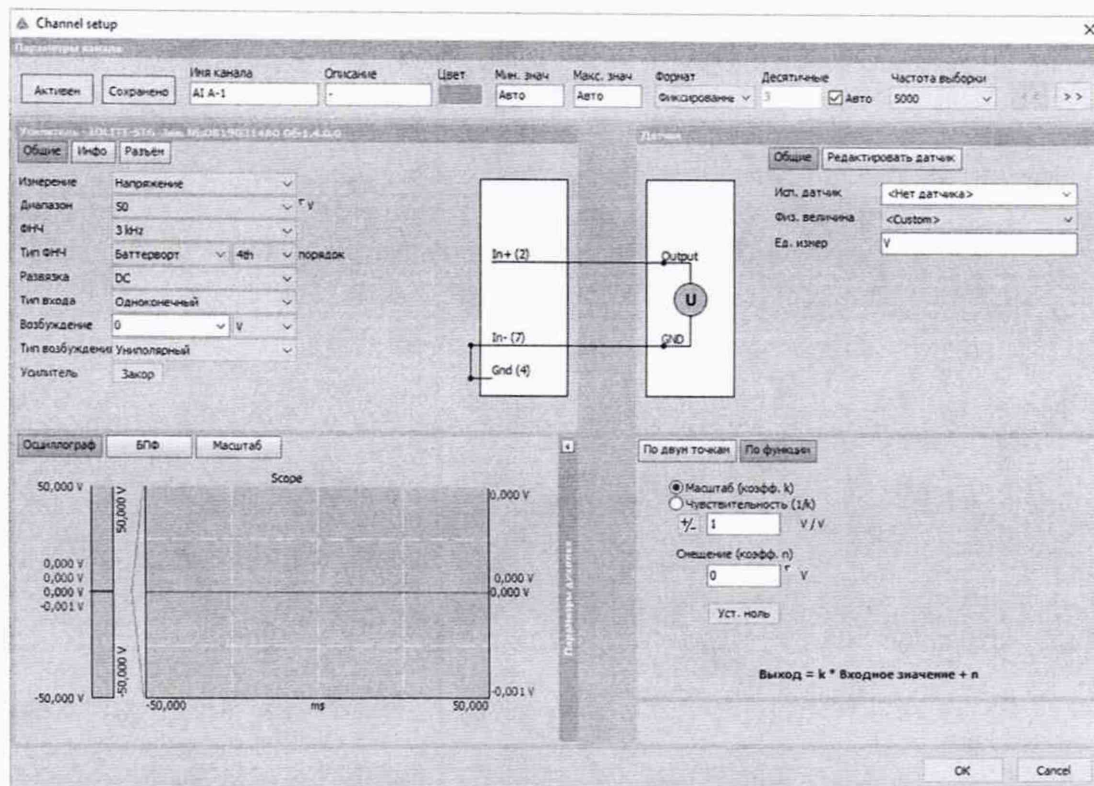 Channel setup
Параметры канала
Активен
Сохранено
Имя канала
AI A-1
Описание
-
Цвет
Мин. знач
Авто
Макс. знач
Авто
Формат
Фиксированне
Десятичные
3
Авто
Частота выборки
5000
< <
> >
Усилитель -
Датчик
Общие
Инфо
Разъём
Измерение
Напряжение
Диапазон
50
V
ФНЧ
3 kHz
Тип ФНЧ
Баттерворт
4th
порядок
Развязка
DC
Тип входа
Одноконечный
Возбуждение
0
V
Тип возбуждени
Униполярный
Усилитель
Закор
In+ (2)
In- (7)
Gnd (4)
Output
U
GND
Общие
Редактировать датчик
Исп. датчик
<Нет датчика>
Физ. величина
<Custom>
Ед. измер
V
Осциллограф
БПФ
Масштаб
Scope
50,000 V
0,000 V
0,000 V
0,000 V
-0,001 V
-50,000 V
50,000 V
-50,000 V
0,000 V
0,000 V
0,000 V
-0,001 V
-50,000
ms
50,000
Параметры датчика
По двум точкам
По функции
Масштаб (коэфф. k)
Чувствительность (1/k)
+/-
1
V / V
Смещение (коэфф. n)
0
V
Уст. ноль
Выход = k * Входное значение + n
OK
Cancel